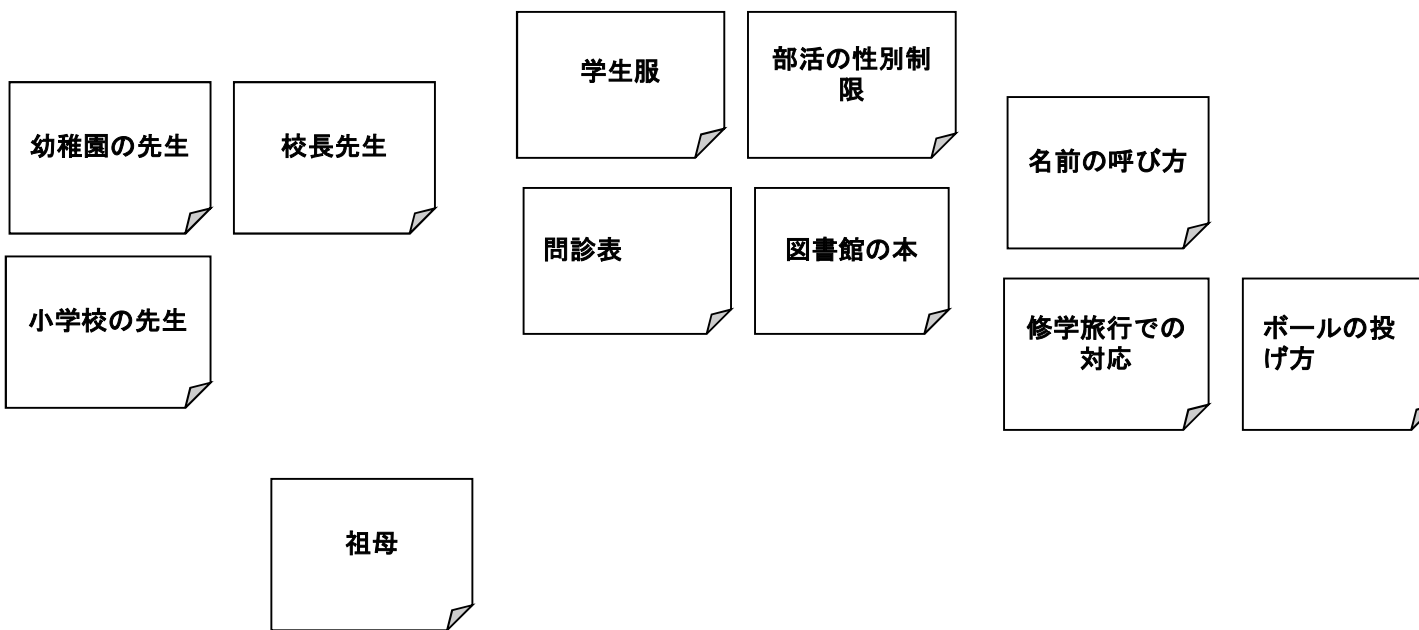 幼稚園の先生
校長先生
小学校の先生
学生服
部活の性別制
限
問診表
図書館の本
名前の呼び方
修学旅行での
対応
ボールの投
げ方
祖母